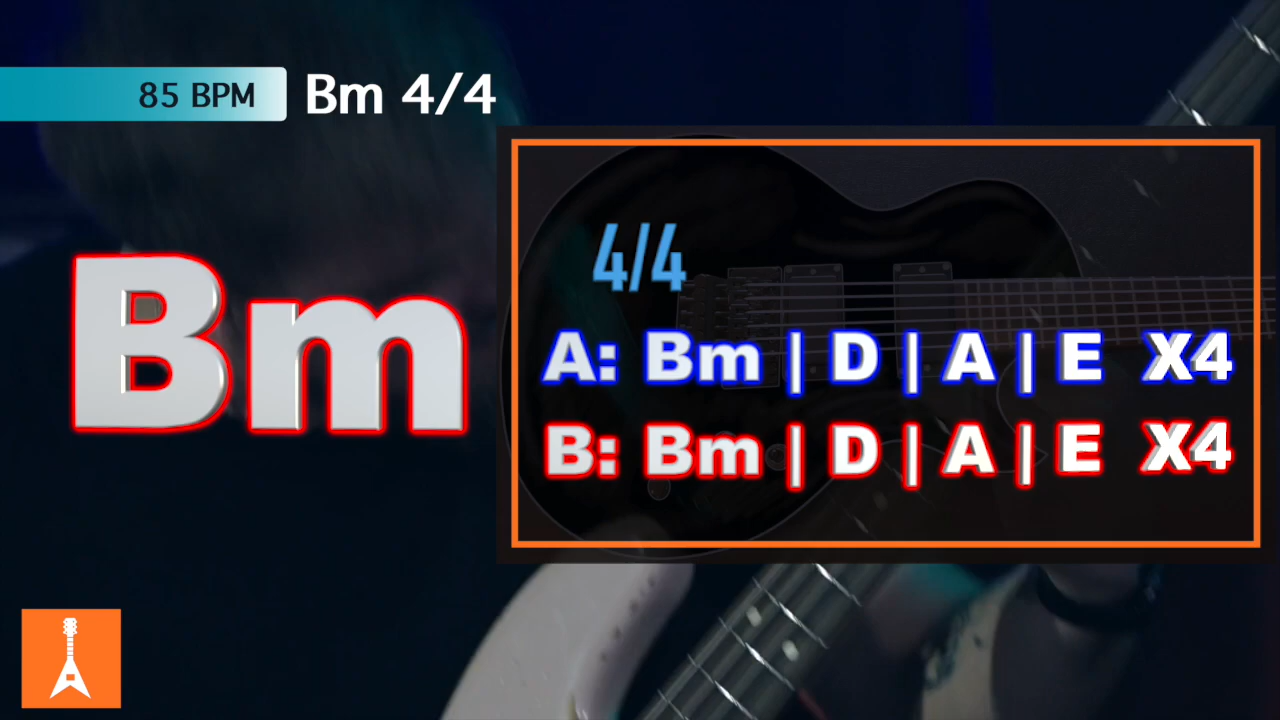 85 BPM Bm 4/4
Bm
4/4
A: Bm | D | A | E X4
B: Bm | D | A | E X4